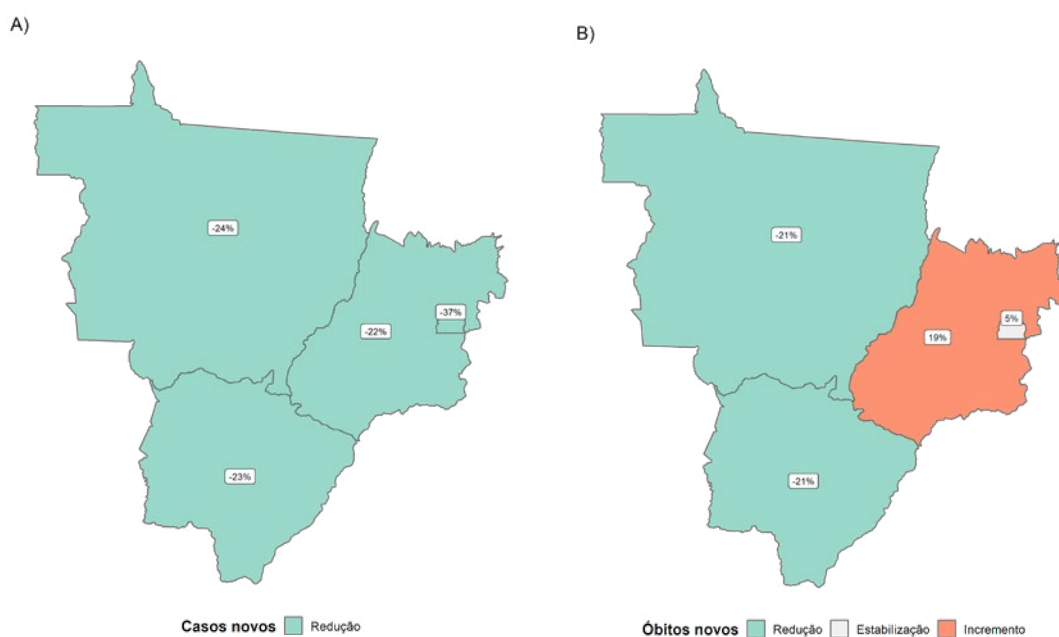 A)
B)
-24%
-37%
-22%
-23%
-21%
5%
19%
-21%
Casos novos Redução
Óbitos novos Redução Estabilização Incremento